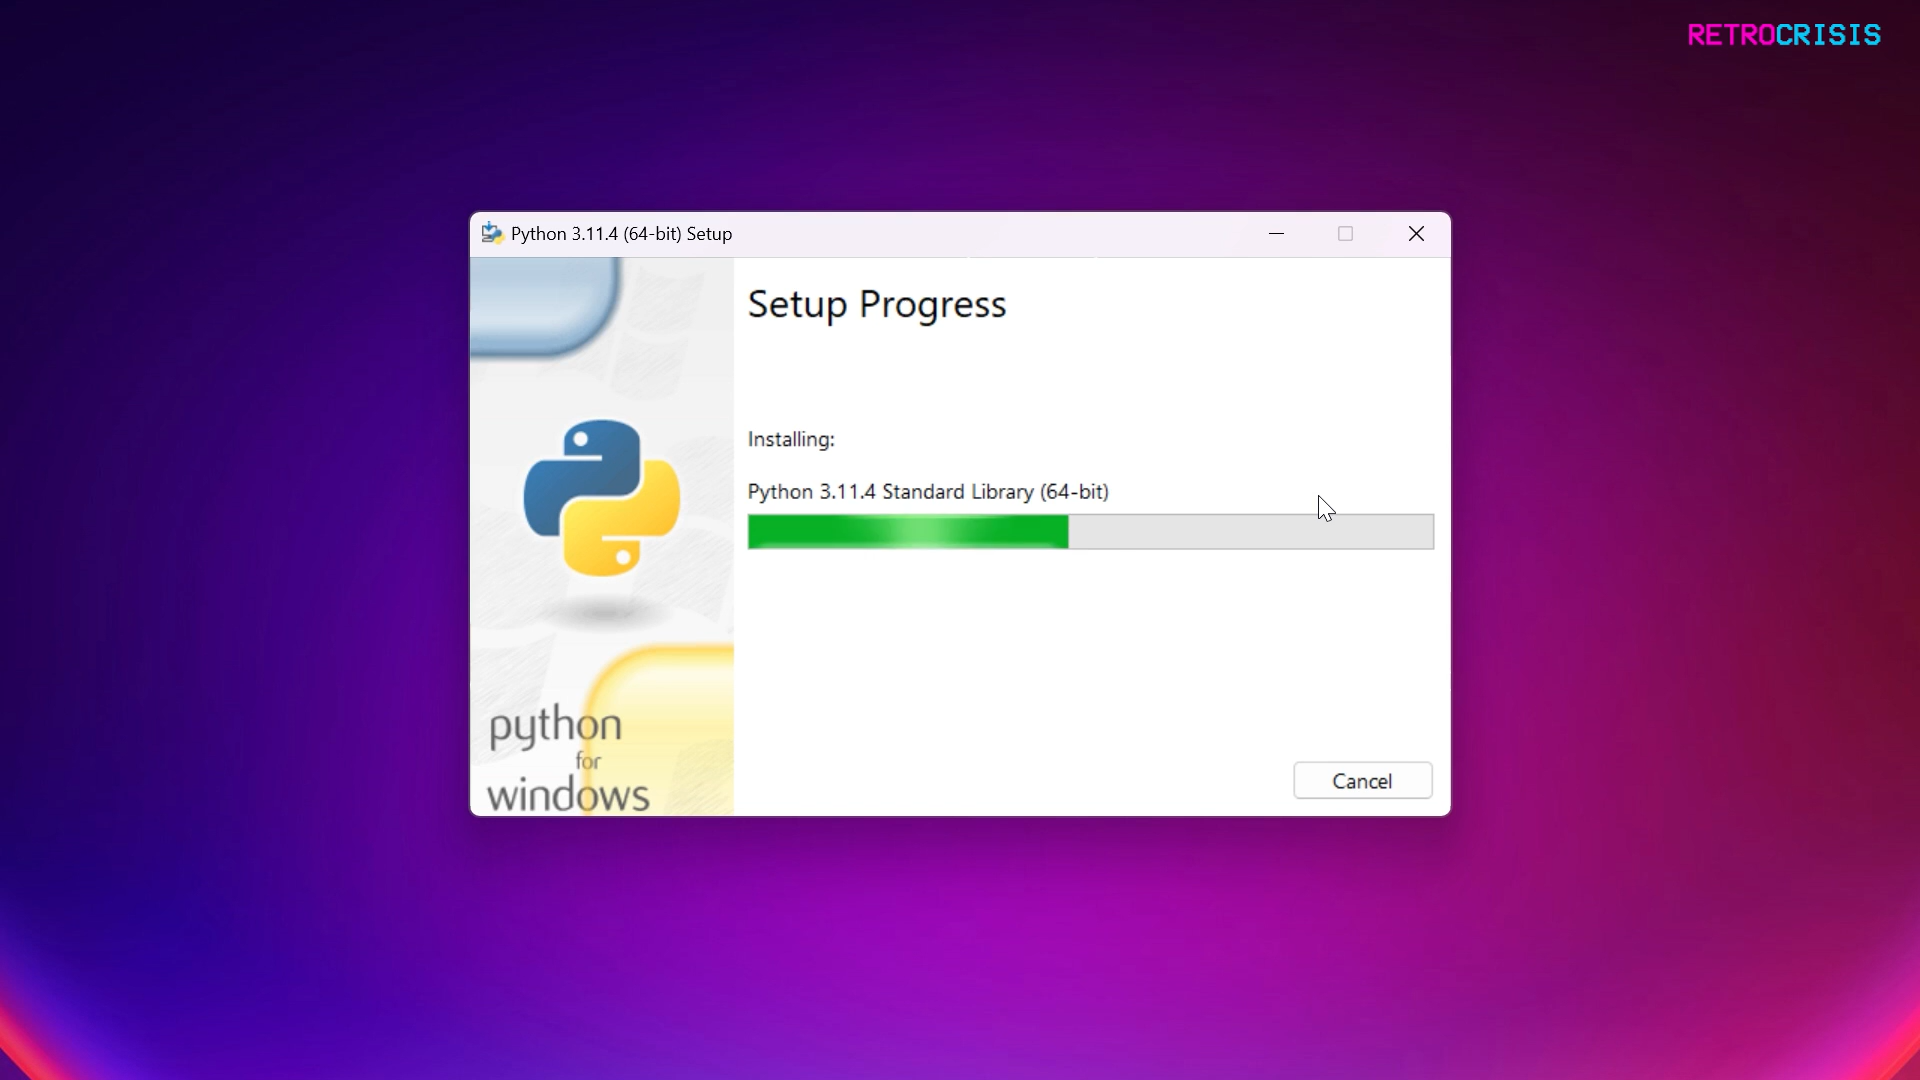 RETROCRISIS
Python 3.11.4 (64-bit) Setup
Setup Progress
Installing:
Python 3.11.4 Standard Library (64-bit)
python
for
windows
Cancel